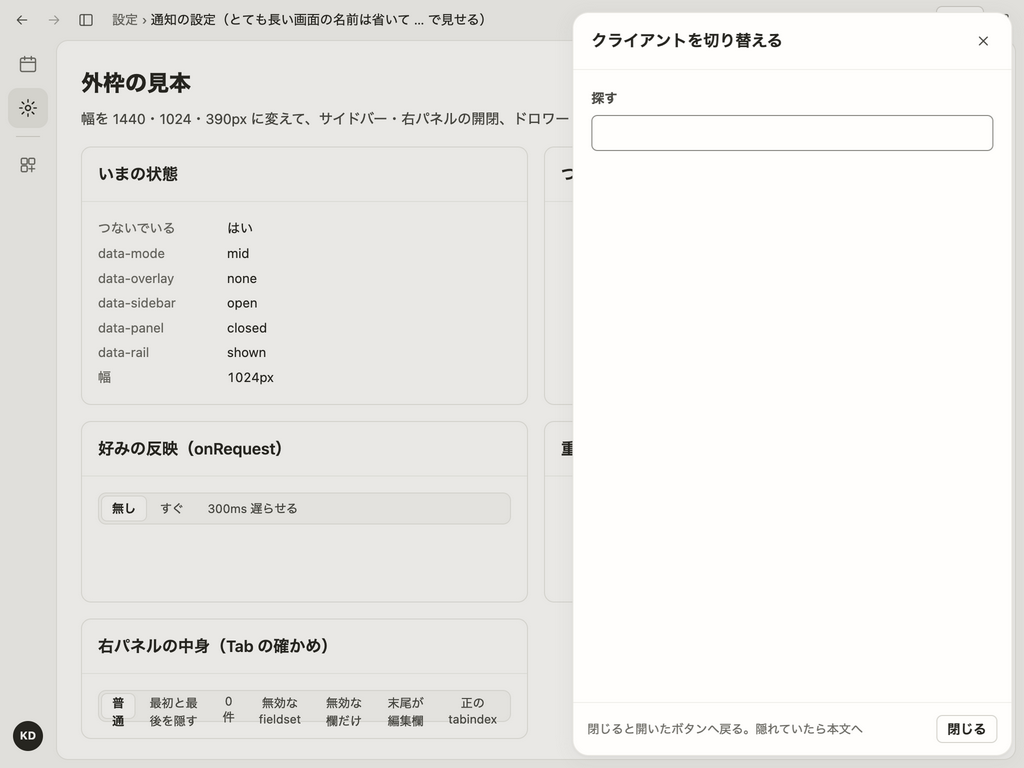 設定 › 通知の設定（とても長い画面の名前は省いて … で見せる）
外枠の見本
幅を 1440・1024・390px に変えて、サイドバー・右パネルの開閉、ドロワー
いまの状態
つないでいる はい
data-mode mid
data-overlay none
data-sidebar open
data-panel closed
data-rail shown
幅 1024px
好みの反映（onRequest）
無し すぐ 300ms 遅らせる
右パネルの中身（Tab の確かめ）
普通 最初と最後を隠す 0件 無効なfieldset 無効な欄だけ 末尾が編集欄 正のtabindex
KD
クライアントを切り替える
探す
閉じると開いたボタンへ戻る。隠れていたら本文へ
閉じる